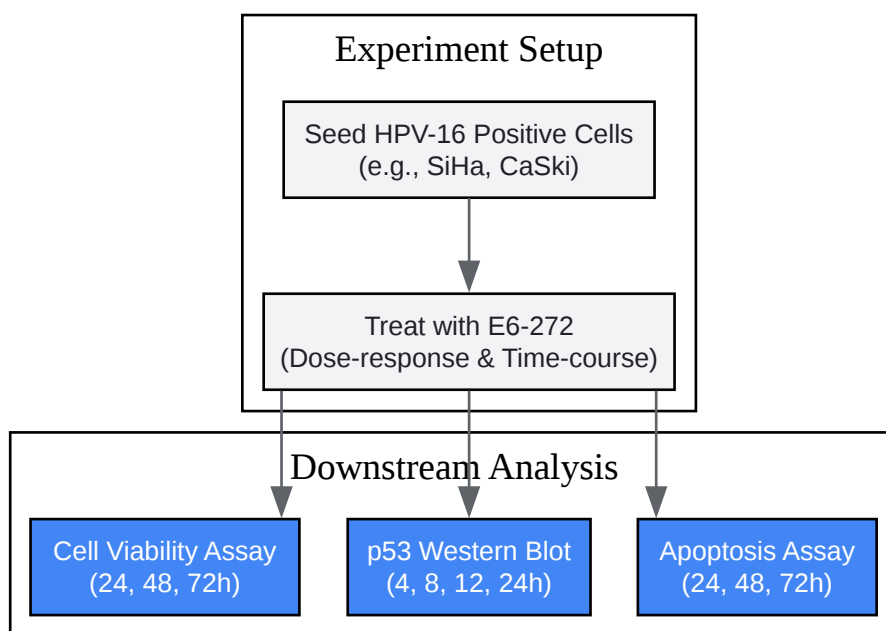 Experiment Setup
Seed HPV-16 Positive Cells
(e.g., SiHa, CaSki)
Treat with E6-272
(Dose-response & Time-course)
Downstream Analysis
Cell Viability Assay
(24, 48, 72h)
p53 Western Blot
(4, 8, 12, 24h)
Apoptosis Assay
(24, 48, 72h)